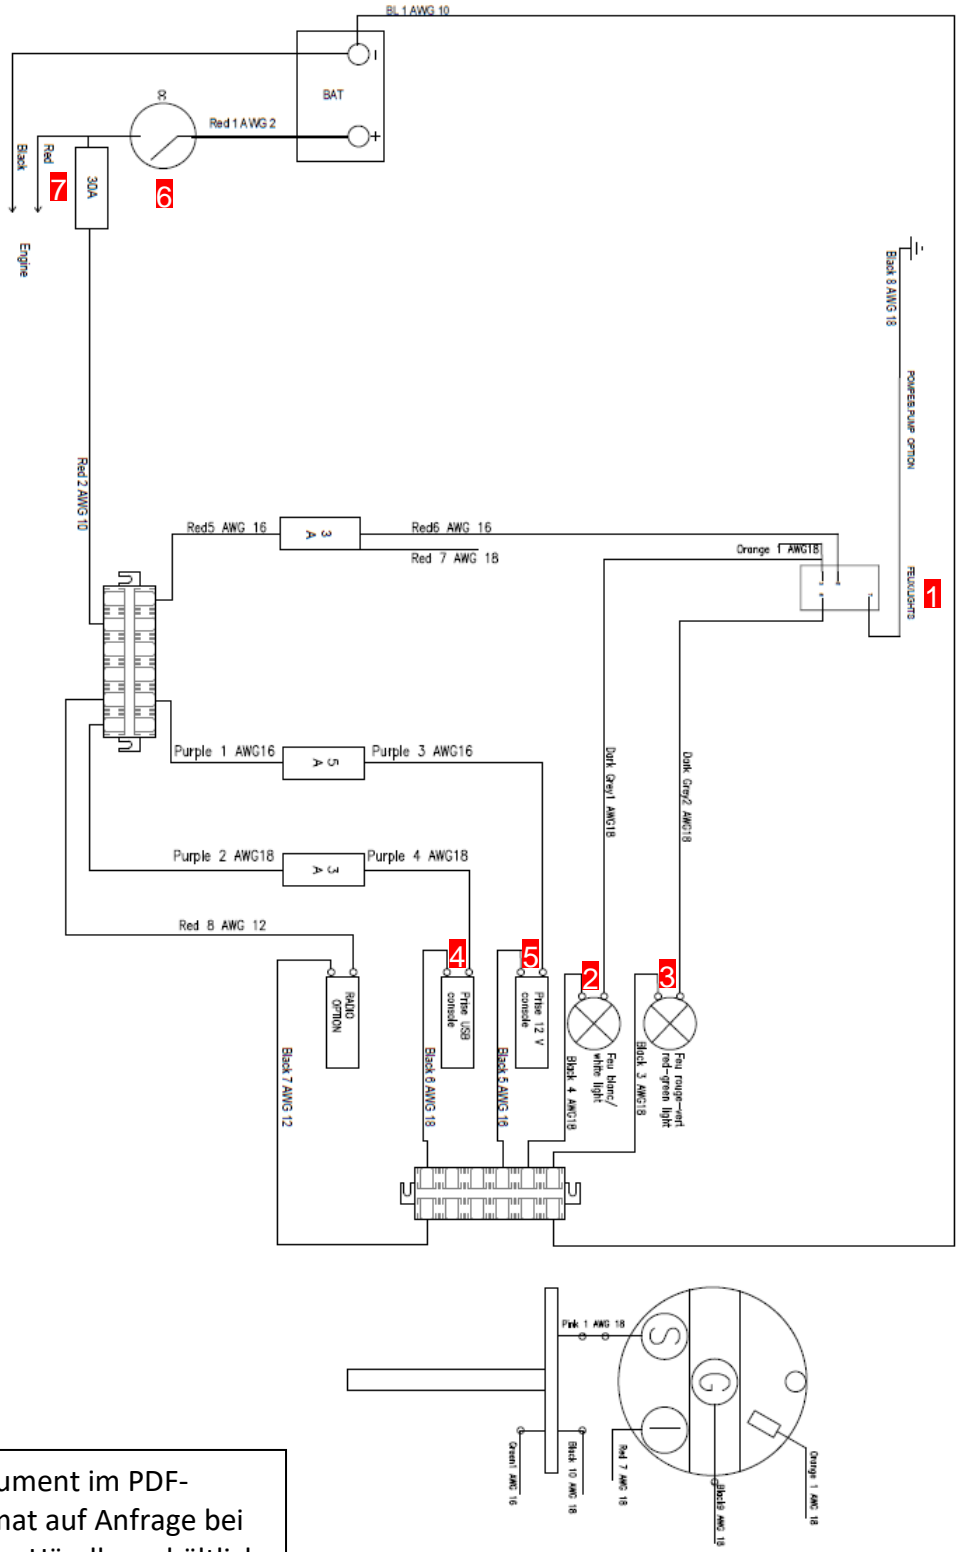 BL 1 AWG 10
BAT
-
+
OC
Red 1 AWG 2
Black
Red
7
30A
6
Engine
Black 8 AWG 18
POMPE/B.PUMP OPTION
FEUX/LIGHTS
1
Red 2 AWG 10
Red5 AWG 16
3 A
Red6 AWG 16
Red 7 AWG 18
Orange 1 AWG18
Purple 1 AWG16
5 A
Purple 3 AWG16
Dark Grey1 AWG18
Dark Grey2 AWG18
Purple 2 AWG18
3 A
Purple 4 AWG18
Red 8 AWG 12
4
5
2
3
RADIO
OPTION
Prise USB
console
Prise 12 V
console
Feu blanc/
white light
Feu rouge-vert
red-green light
Black 7 AWG 12
Black 6 AWG 18
Black 5 AWG 16
Black 4 AWG18
Black 3 AWG18
Pink 1 AWG 18
S
G
I
Green1 AWG 16
Black 10 AWG 18
Red 7 AWG 18
Black9 AWG 18
Orange 1 AWG 18
ument im PDF-
mat auf Anfrage bei